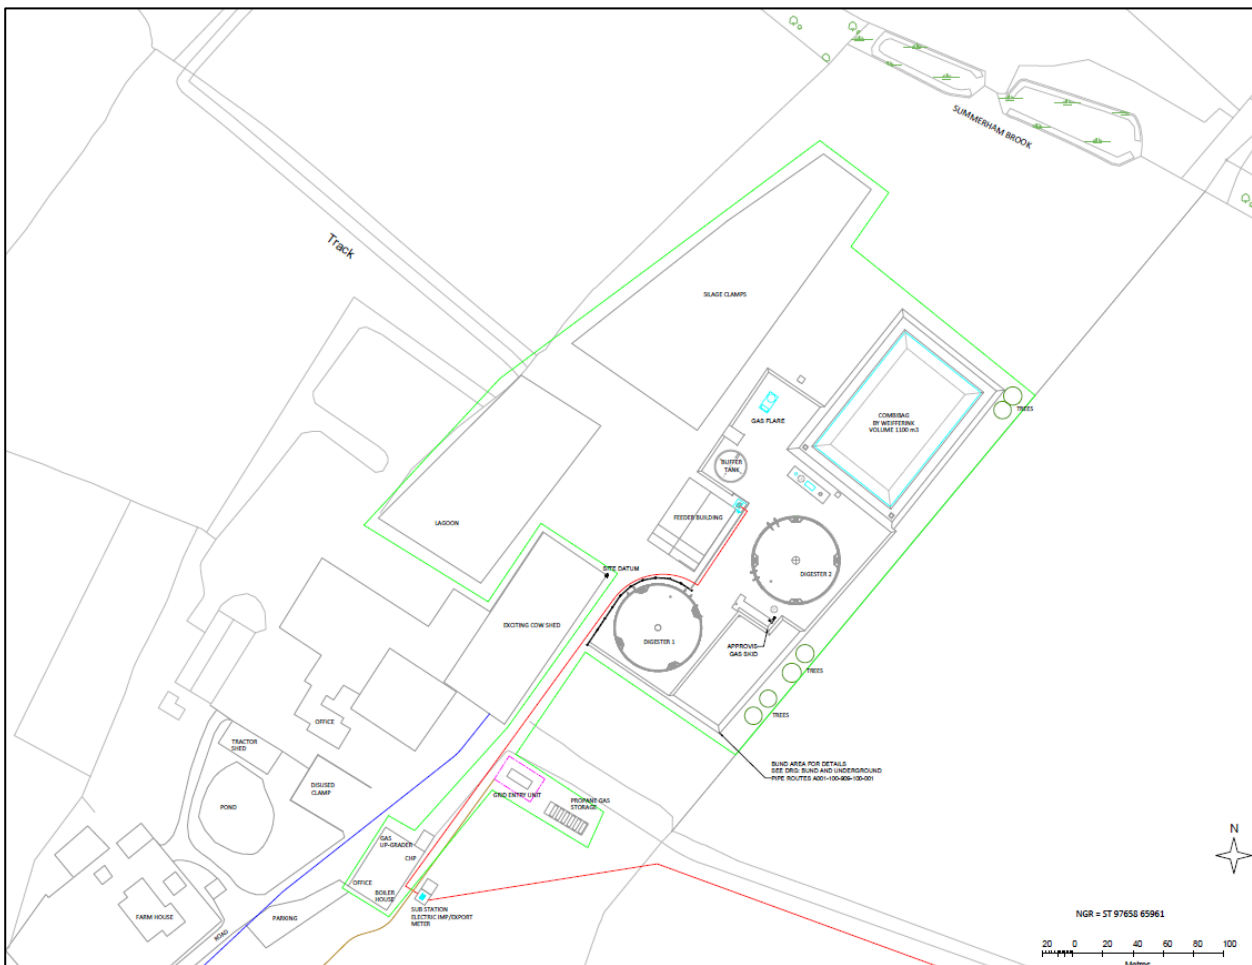 SUMMERHAM BROOK
Track
SILAGE CLAMPS
COMBIBAG
BY WEIFFERINK
VOLUME 1100 m3
TREES
GAS FLARE
BUFFER
TANK
LAGOON
FEEDER BUILDING
SITE DATUM
DIGESTER 2
EXCITING COW SHED
DIGESTER 1
APPROVIS
GAS SKID
TREES
TREES
OFFICE
TRACTOR
SHED
BUND AREA FOR DETAILS
SEE DRG: BUND AND UNDERGROUND
PIPE ROUTES A001-100-909-100-001
DISUSED
CLAMP
GRID ENTRY UNIT
PROPANE GAS
STORAGE
POND
GAS
UP-GRADER
CHP
OFFICE
BOILER
HOUSE
SUB STATION
ELECTRIC IMP/EXPORT
METER
FARM HOUSE
PARKING
ROAD
N
NGR = ST 97658 65961
20 0 20 40 60 80 100
Metres